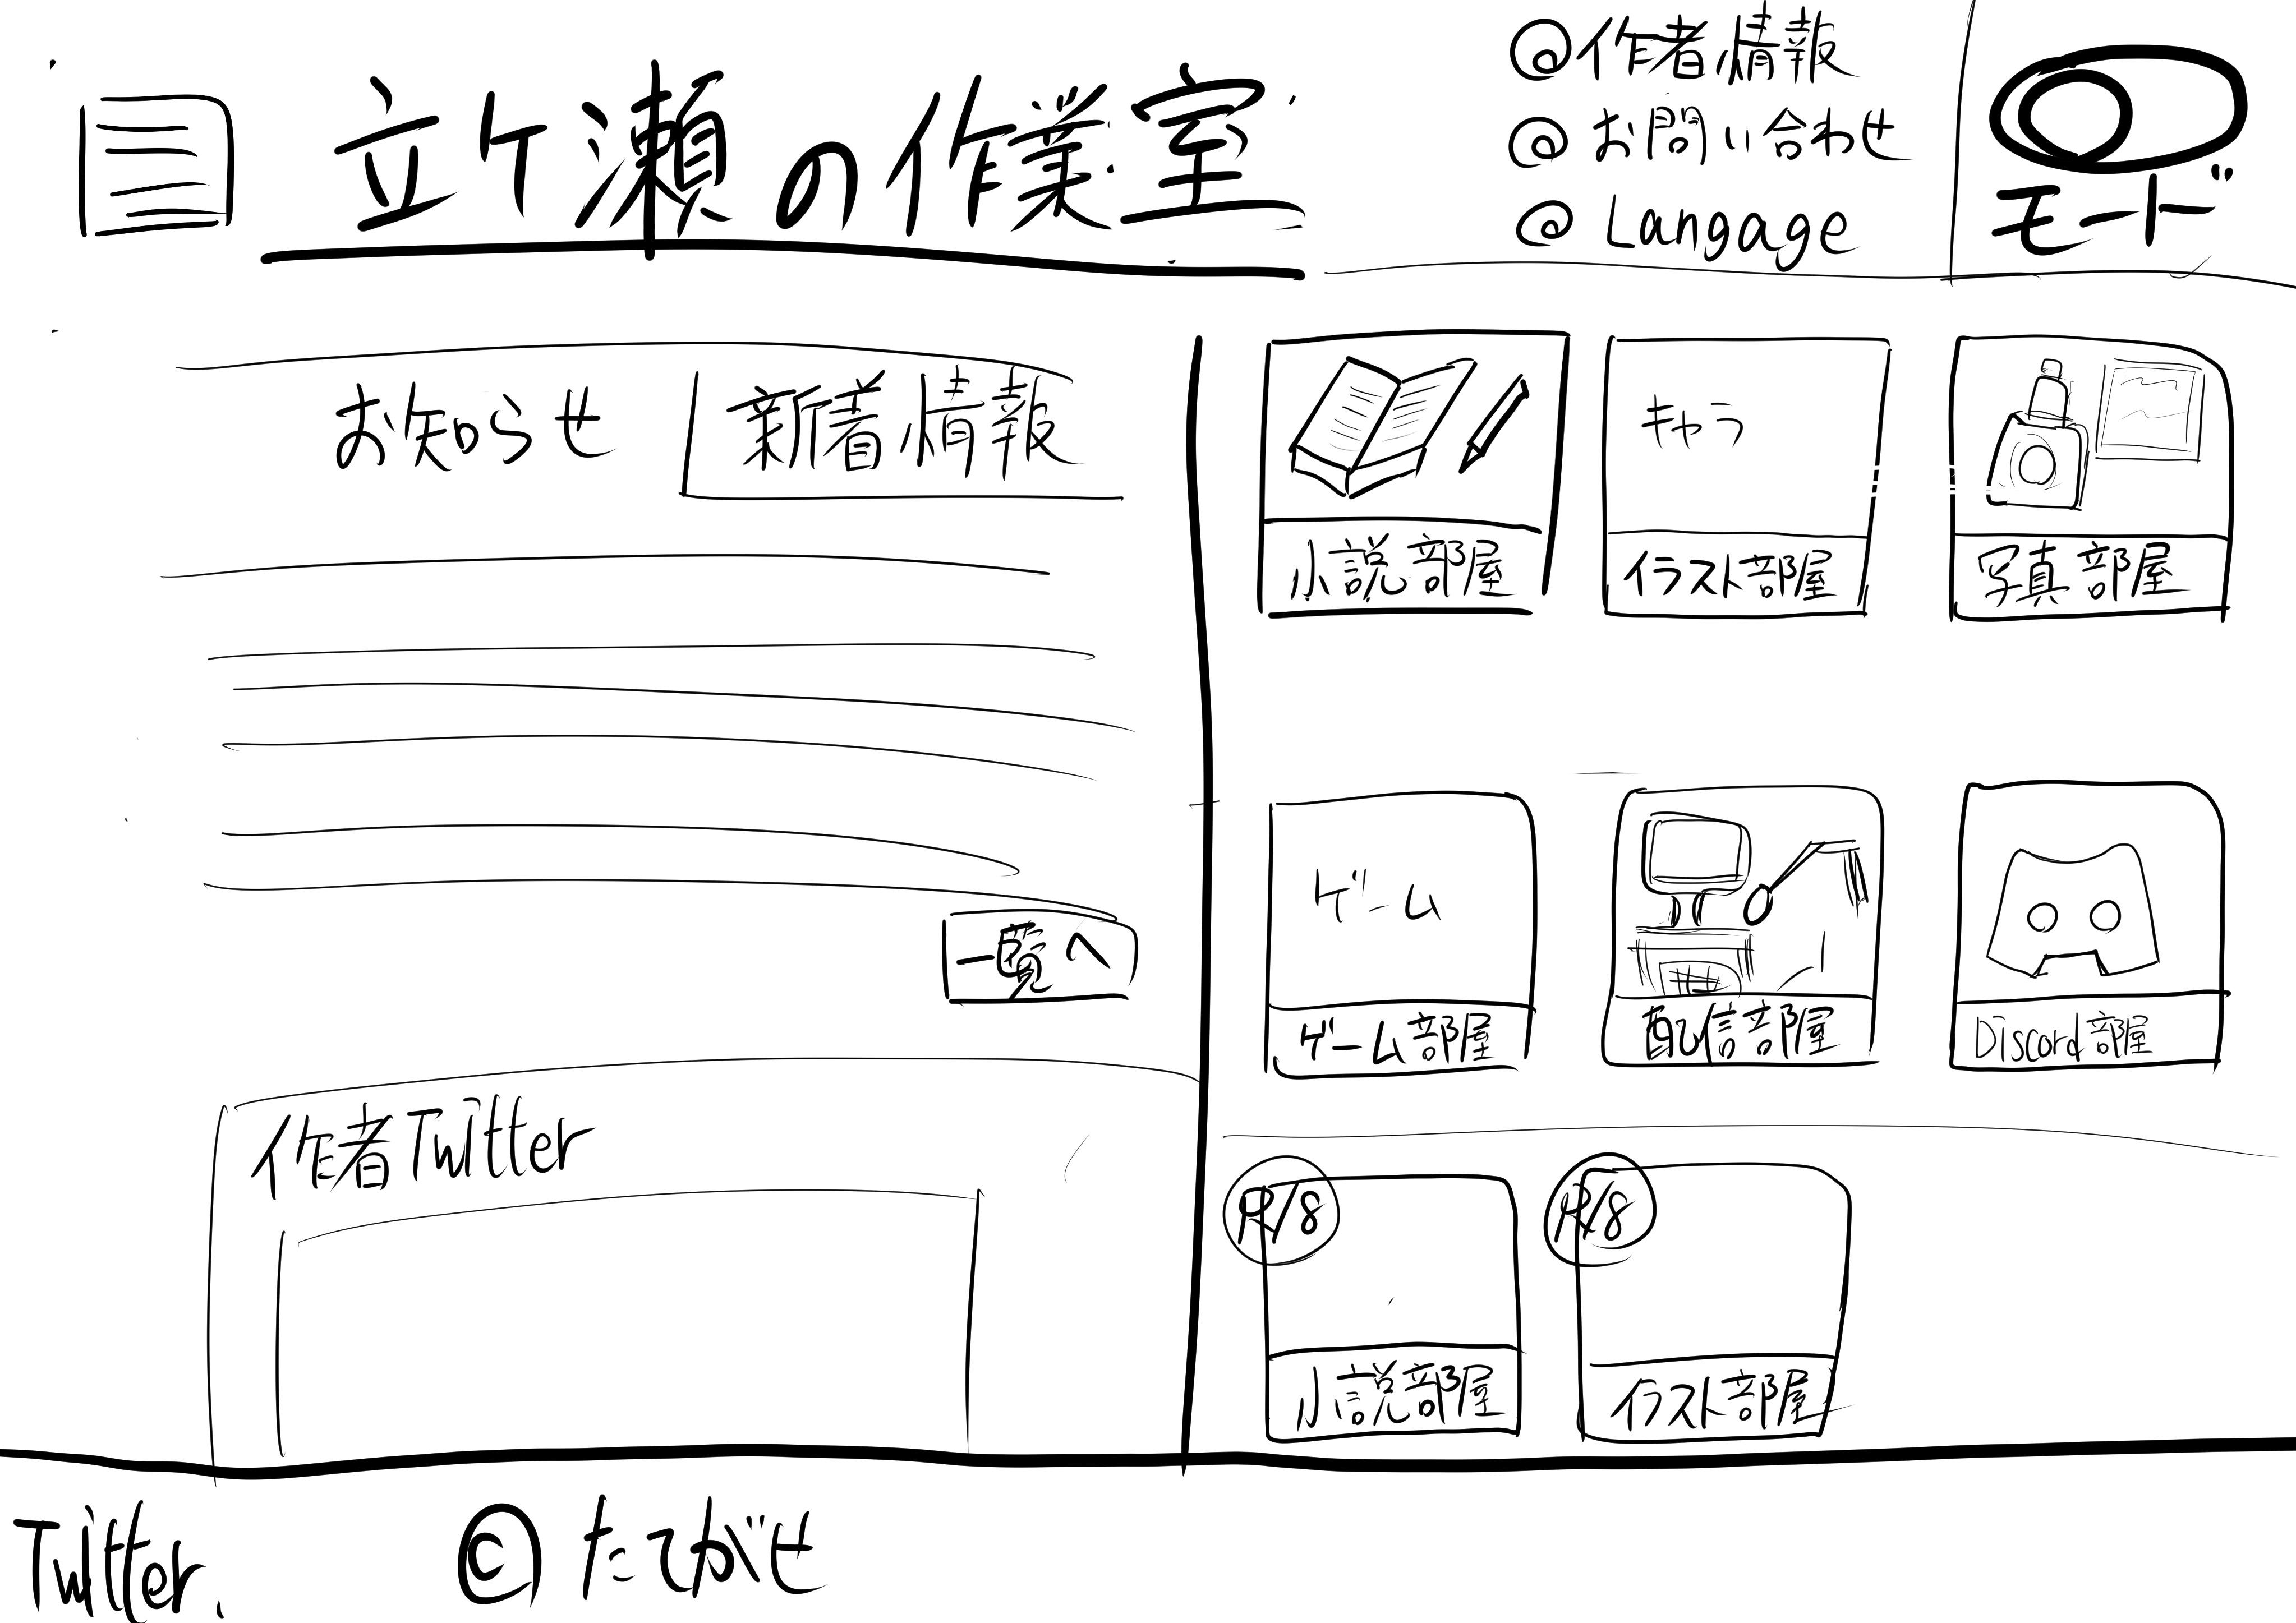 立ケ瀬の作業室
@作者情報
@お問い合わせ
@Langage
モード
お知らせ 新着情報
一覧へ
作者Twitter
キャラ
小説部屋 イラスト部屋 写真部屋
ゲーム
ゲーム部屋 配信部屋 Discord部屋
R18 R18
小説部屋 イラスト部屋
Twitter © たてがせ